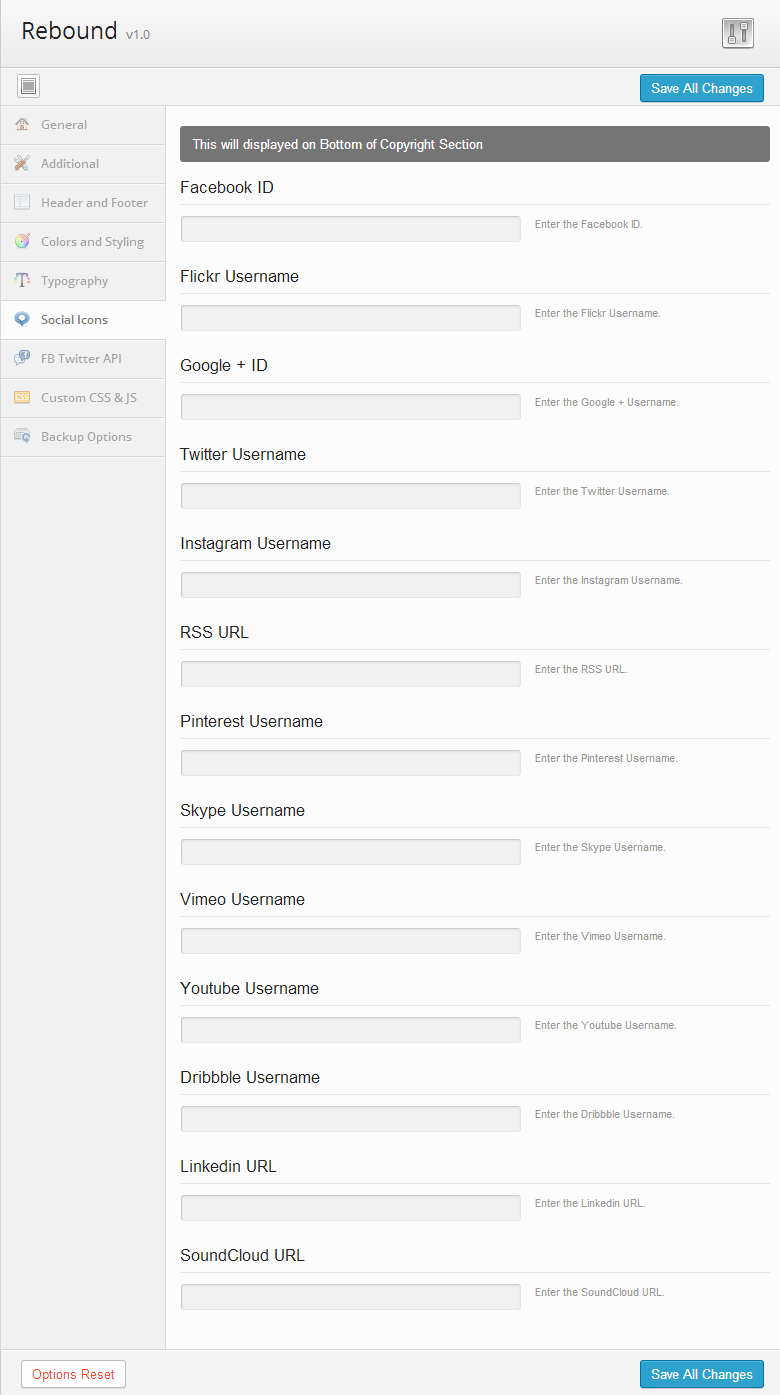 Rebound v1.0
Save All Changes
General
Additional
Header and Footer
Colors and Styling
Typography
Social Icons
FB Twitter API
CSS
Custom CSS & JS
Backup Options
This will displayed on Bottom of Copyright Section
Facebook ID
Enter the Facebook ID.
Flickr Username
Enter the Flickr Username.
Google + ID
Enter the Google + Username.
Twitter Username
Enter the Twitter Username.
Instagram Username
Enter the Instagram Username.
RSS URL
Enter the RSS URL.
Pinterest Username
Enter the Pinterest Username.
Skype Username
Enter the Skype Username.
Vimeo Username
Enter the Vimeo Username.
Youtube Username
Enter the Youtube Username.
Dribbble Username
Enter the Dribbble Username.
Linkedin URL
Enter the Linkedin URL.
SoundCloud URL
Enter the SoundCloud URL.
Options Reset
Save All Changes